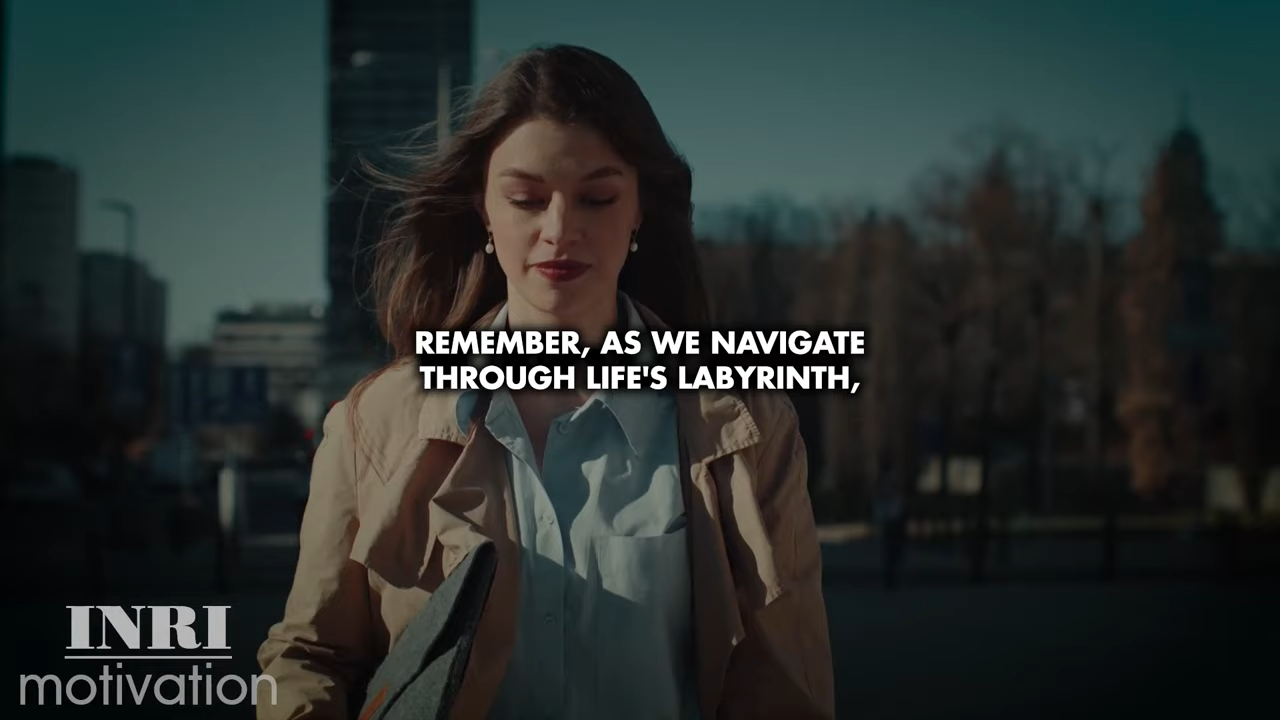 REMEMBER, AS WE NAVIGATE
THROUGH LIFE'S LABYRINTH,
INRI
motivation